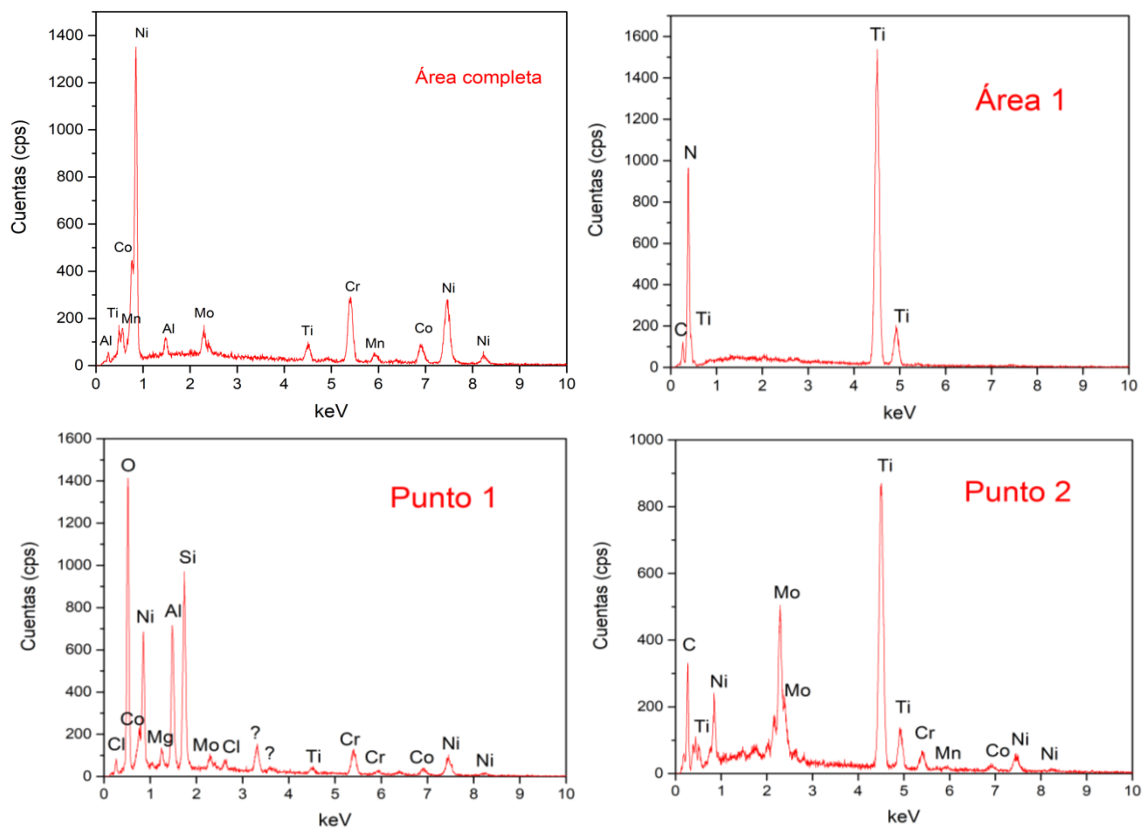 Área completa
Cuentas (cps)
1400
1200
1000
800
600
400
200
0
Ni
Co
Ti
Mn
Al
Al
Mo
Ti
Cr
Mn
Co
Ni
Ni
0 1 2 3 4 5 6 7 8 9 10
keV
Área 1
Cuentas (cps)
1600
1400
1200
1000
800
600
400
200
0
Ti
N
C
Ti
Ti
0 1 2 3 4 5 6 7 8 9 10
keV
Punto 1
Cuentas (cps)
1600
1400
1200
1000
800
600
400
200
0
O
Si
Ni
Al
Co
Cl
Mg
Mo
Cl
?
?
Ti
Cr
Cr
Co
Ni
Ni
0 1 2 3 4 5 6 7 8 9 10
keV
Punto 2
Cuentas (cps)
1000
800
600
400
200
0
Ti
Mo
C
Ni
Mo
Ti
Ti
Cr
Mn
Co
Ni
Ni
0 1 2 3 4 5 6 7 8 9 10
keV